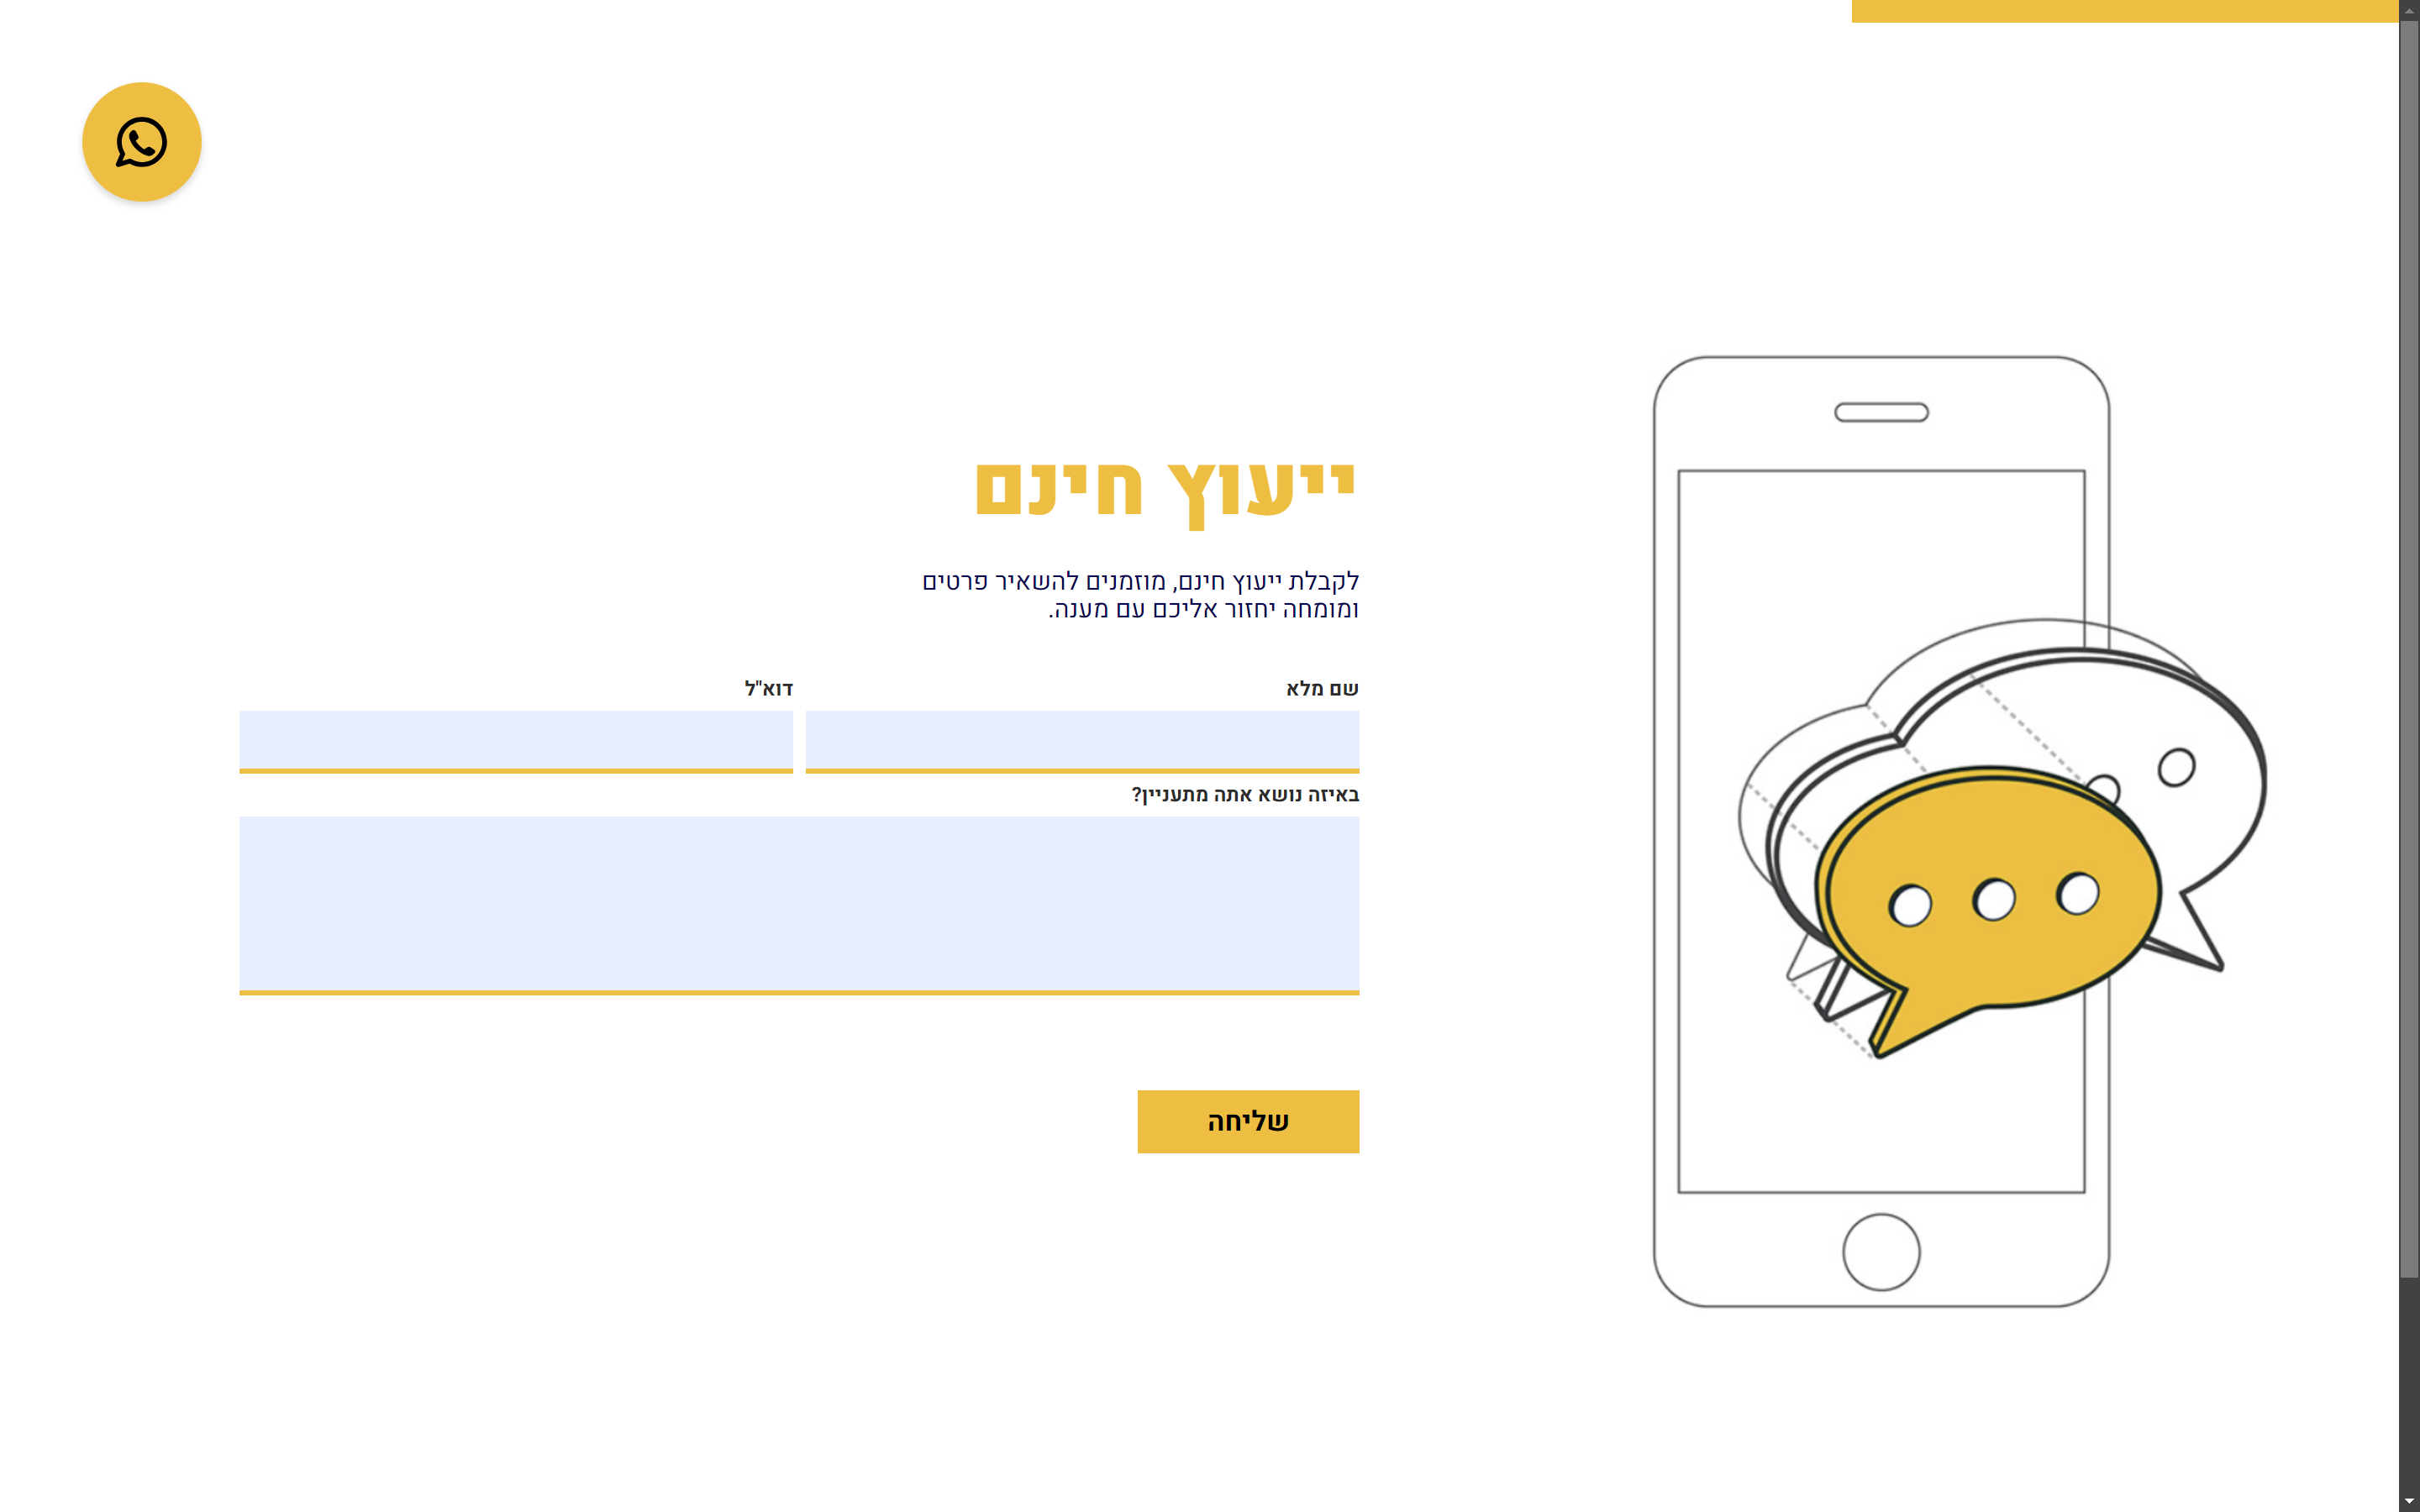 ייעוץ חינם
לקבלת ייעוץ חינם, מוזמנים להשאיר פרטים
ומומחה יחזור אליכם עם מענה.
שם מלא
דוא"ל
באיזה נושא אתה מתעניין?
שליחה